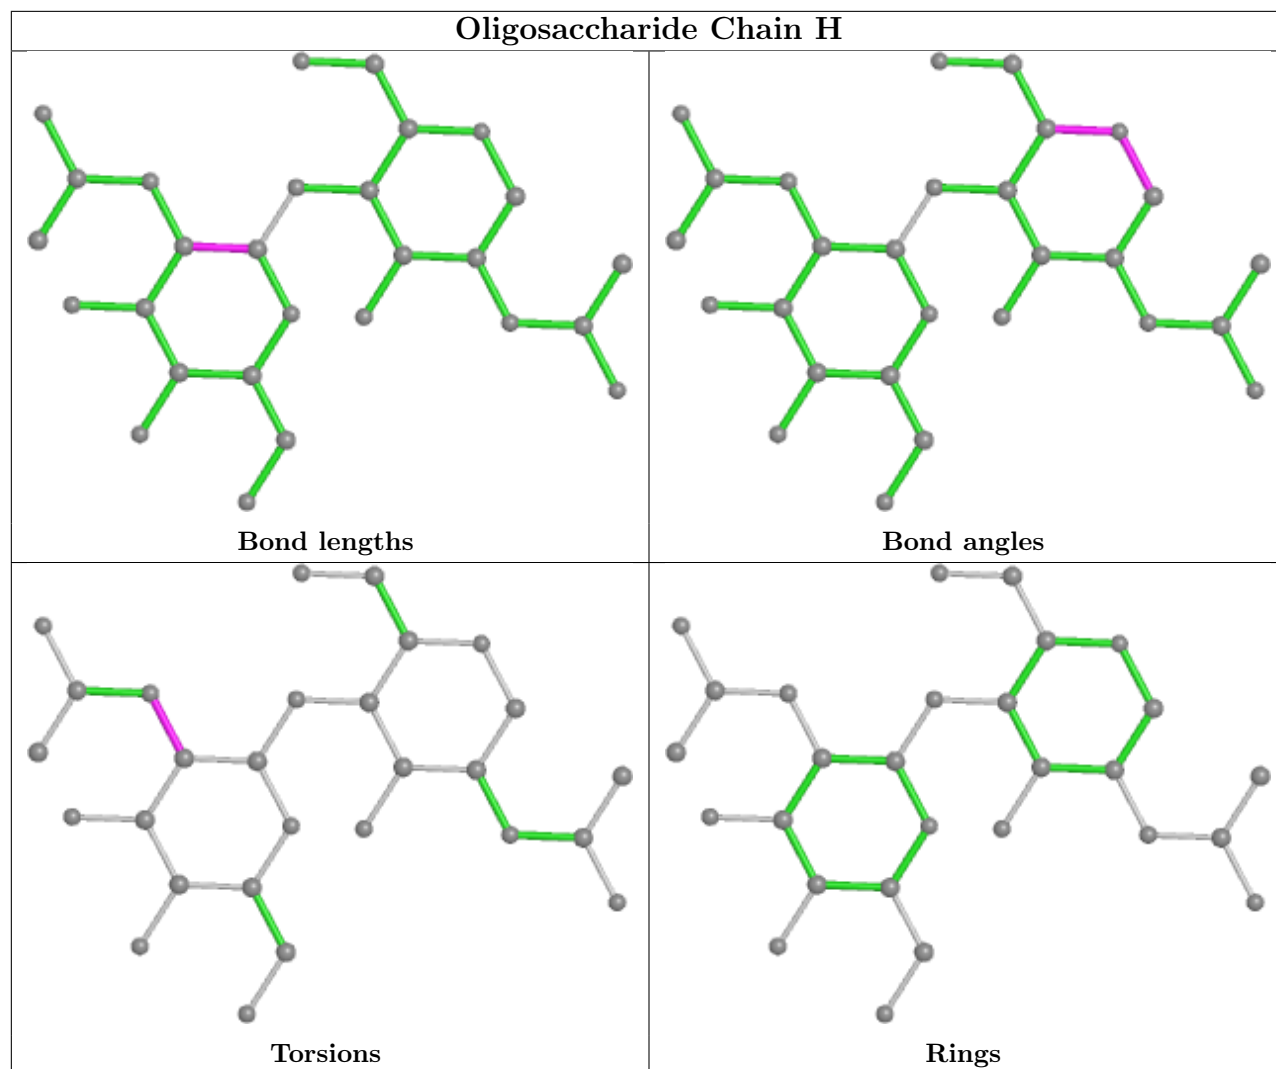 Oligosaccharide Chain H
Bond lengths
Bond angles
Torsions
Rings